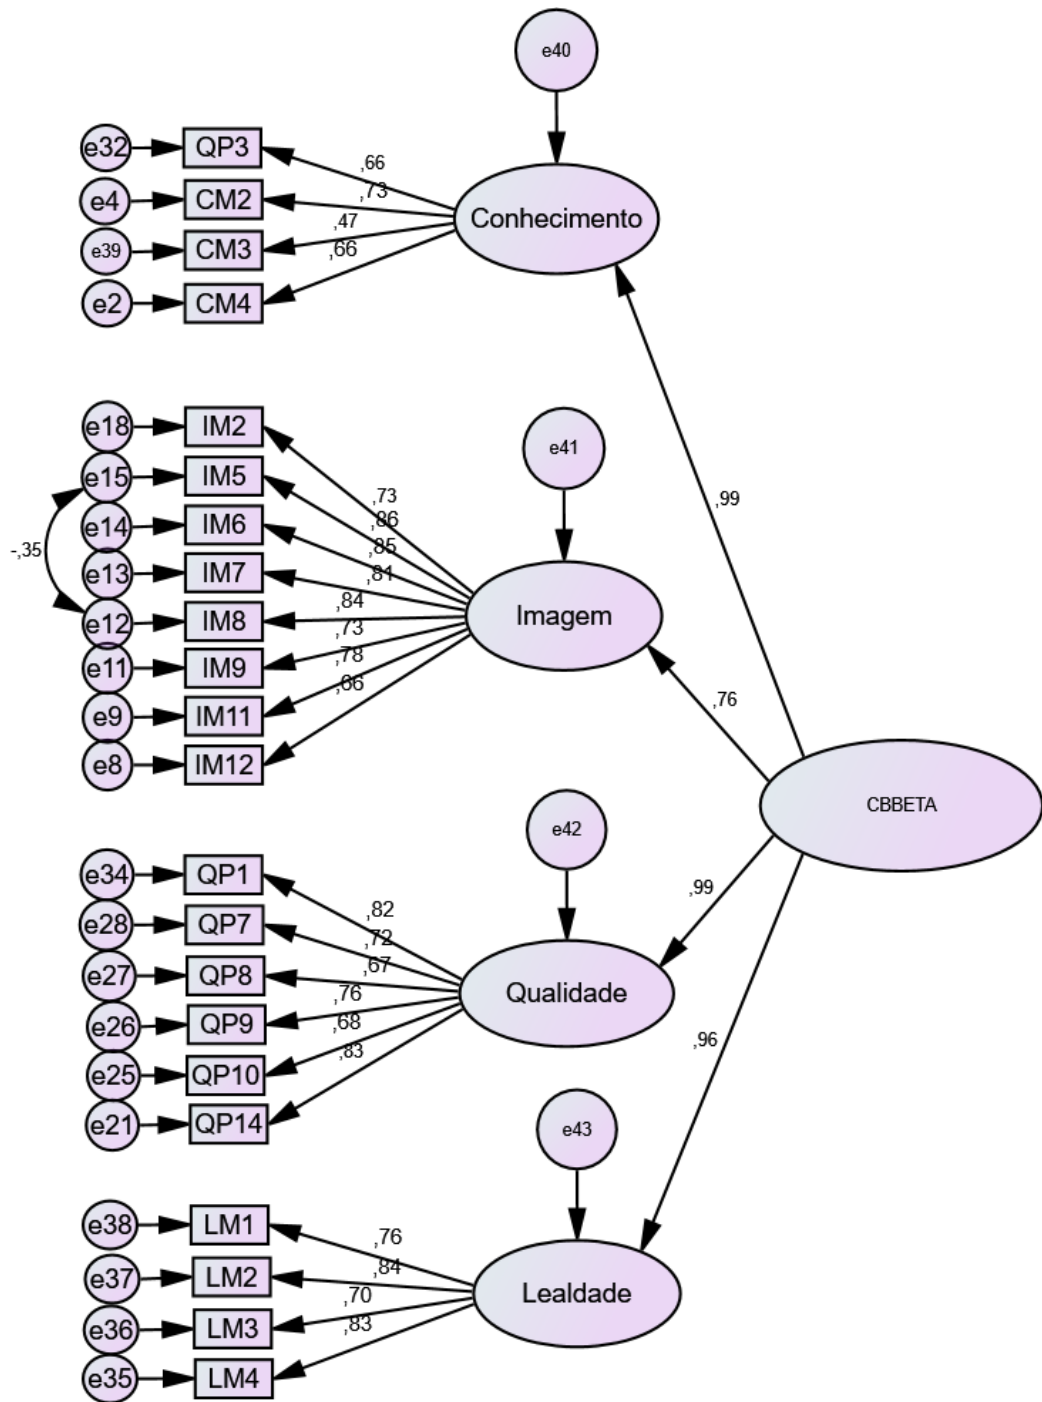 e40
e32
QP3
,66
e4
CM2
,73
Conhecimento
e39
CM3
,47
e2
CM4
,66
e18
IM2
e41
e15
IM5
,73
,99
e14
IM6
,86
-,35
,85
e13
IM7
,81
e12
IM8
,84
Imagem
e11
IM9
,73
,78
e9
IM11
,66
,76
e8
IM12
CBBETA
e42
e34
QP1
,82
,99
e28
QP7
,72
e27
QP8
,67
Qualidade
e26
QP9
,76
,68
e25
QP10
,83
,96
e21
QP14
e43
e38
LM1
,76
e37
LM2
,84
Lealdade
e36
LM3
,70
,83
e35
LM4